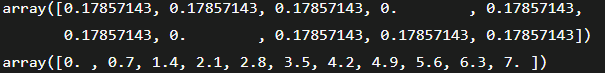 array([0.17857143, 0.17857143, 0.17857143, 0.        , 0.17857143,
       0.17857143, 0.        , 0.17857143, 0.17857143, 0.17857143])
array([0. , 0.7, 1.4, 2.1, 2.8, 3.5, 4.2, 4.9, 5.6, 6.3, 7. ])